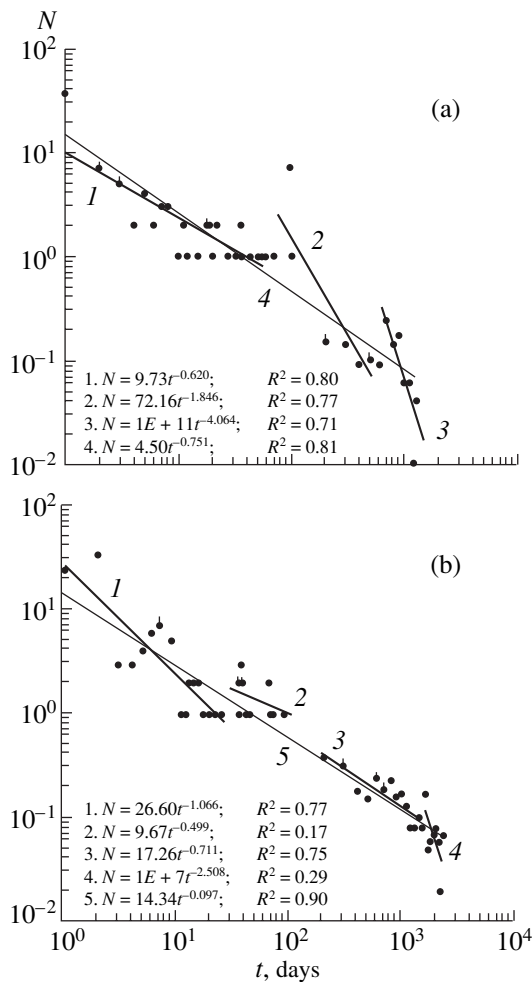 N
10²
(a)
10¹
1
2
10⁰
4
10⁻¹
1. N = 9.73t⁻⁰·⁶²⁰; R² = 0.80
2. N = 72.16t⁻¹·⁸⁴⁶; R² = 0.77
3. N = 1E + 11t⁻⁴·⁰⁶⁴; R² = 0.71
3
4. N = 4.50t⁻⁰·⁷⁵¹; R² = 0.81
10⁻²
10²
(b)
1
10¹
2
10⁰
5
3
10⁻¹
1. N = 26.60t⁻¹·⁰⁶⁶; R² = 0.77
2. N = 9.67t⁻⁰·⁴⁹⁹; R² = 0.17
4
3. N = 17.26t⁻⁰·⁷¹¹; R² = 0.75
4. N = 1E + 7t⁻²·⁵⁰⁸; R² = 0.29
5. N = 14.34t⁻⁰·⁰⁹⁷; R² = 0.90
10⁻²
10⁰ 10¹ 10² 10³ 10⁴
t, days